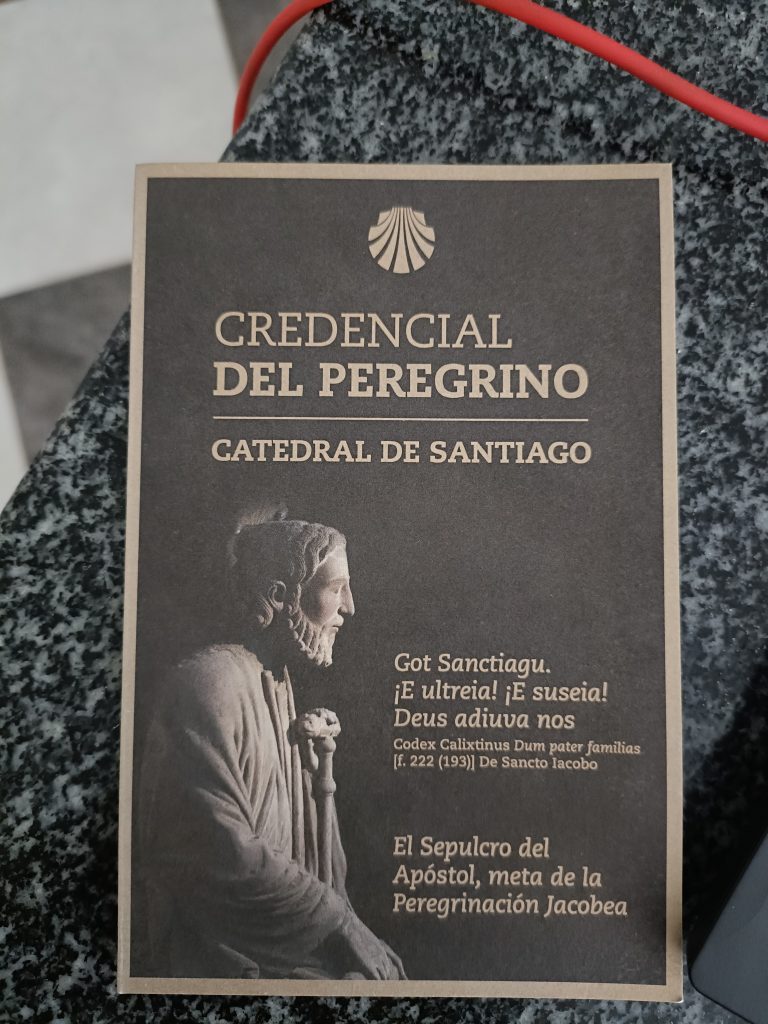 CREDENCIAL
DEL PEREGRINO
CATEDRAL DE SANTIAGO
Got Sanctiagu.
¡E ultreia! ¡E suseia!
Deus adiuva nos
Codex Calixtinus Dum pater familias
[f. 222 (193)] De Sancto Iacobo
El Sepulcro del
Apóstol, meta de la
Peregrinación Jacobea